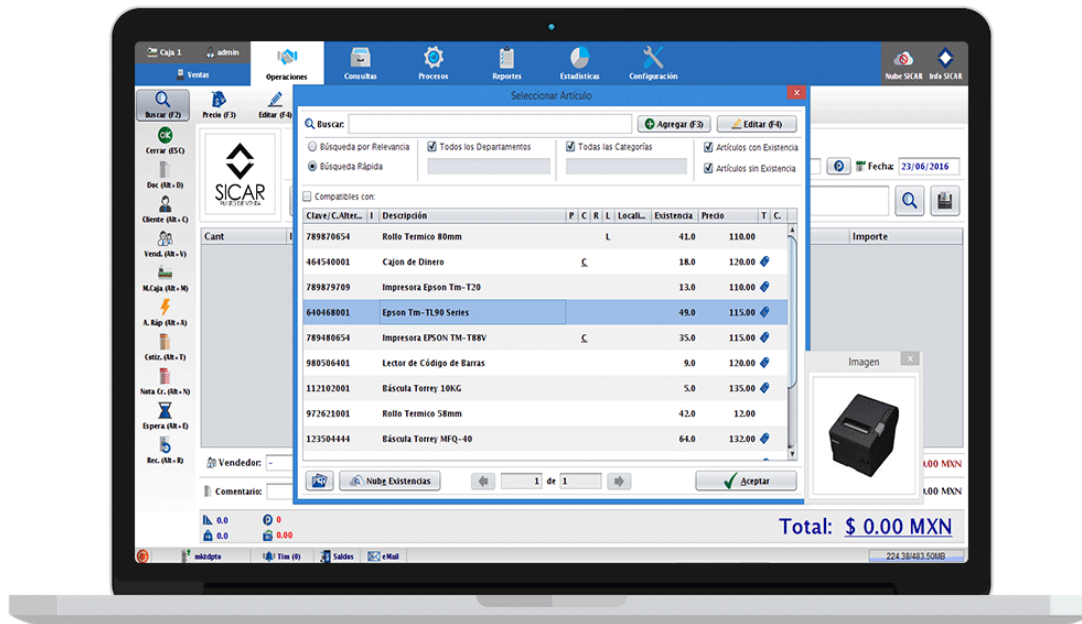 Caja 1 admin
Ventas
Operaciones Consultas Procesos Reportes Estadísticas Configuración Nube SICAR Info SICAR
Buscar (F2) Precio (F3) Editar (F4)
Seleccionar Artículo
Buscar: Agregar (F3) Editar (F4)
Búsqueda por Relevancia Todos los Departamentos Todas las Categorías Artículos con Existencia
Búsqueda Rápida Artículos sin Existencia
Compatibles con:
Clave/C.Alter... I Descripción P C R L Locali... Existencia Precio T C.
789870654 Rollo Termico 80mm L 41.0 110.00
464540001 Cajon de Dinero C 18.0 120.00
789879709 Impresora Epson Tm-T20 13.0 110.00
640468001 Epson Tm-TL90 Series 49.0 115.00
789480654 Impresora EPSON TM-T88V C 35.0 115.00
980506401 Lector de Código de Barras 9.0 120.00
112102001 Báscula Torrey 10KG 5.0 135.00
972621001 Rollo Termico 58mm 42.0 12.00
123504444 Báscula Torrey MFQ-40 64.0 132.00
Nube Existencias 1 de 1 Aceptar
OK
Cerrar (ESC)
Doc (Alt+D)
Cliente (Alt+C)
Vend. (Alt+V)
M.Caja (Alt+M)
A. Ráp (Alt+A)
Cotiz. (Alt+T)
Nota Cr. (Alt+N)
Espera (Alt+E)
Rec. (Alt+R)
SICAR
PUNTO DE VENTA
Fecha: 23/06/2016
Cant Importe
Imagen
Vendedor: - .00 MXN
Comentario: .00 MXN
0.0 0
0.0 0.00
Total: $ 0.00 MXN
mktdpto Tim (0) Saldos eMail 224.38/483.50MB